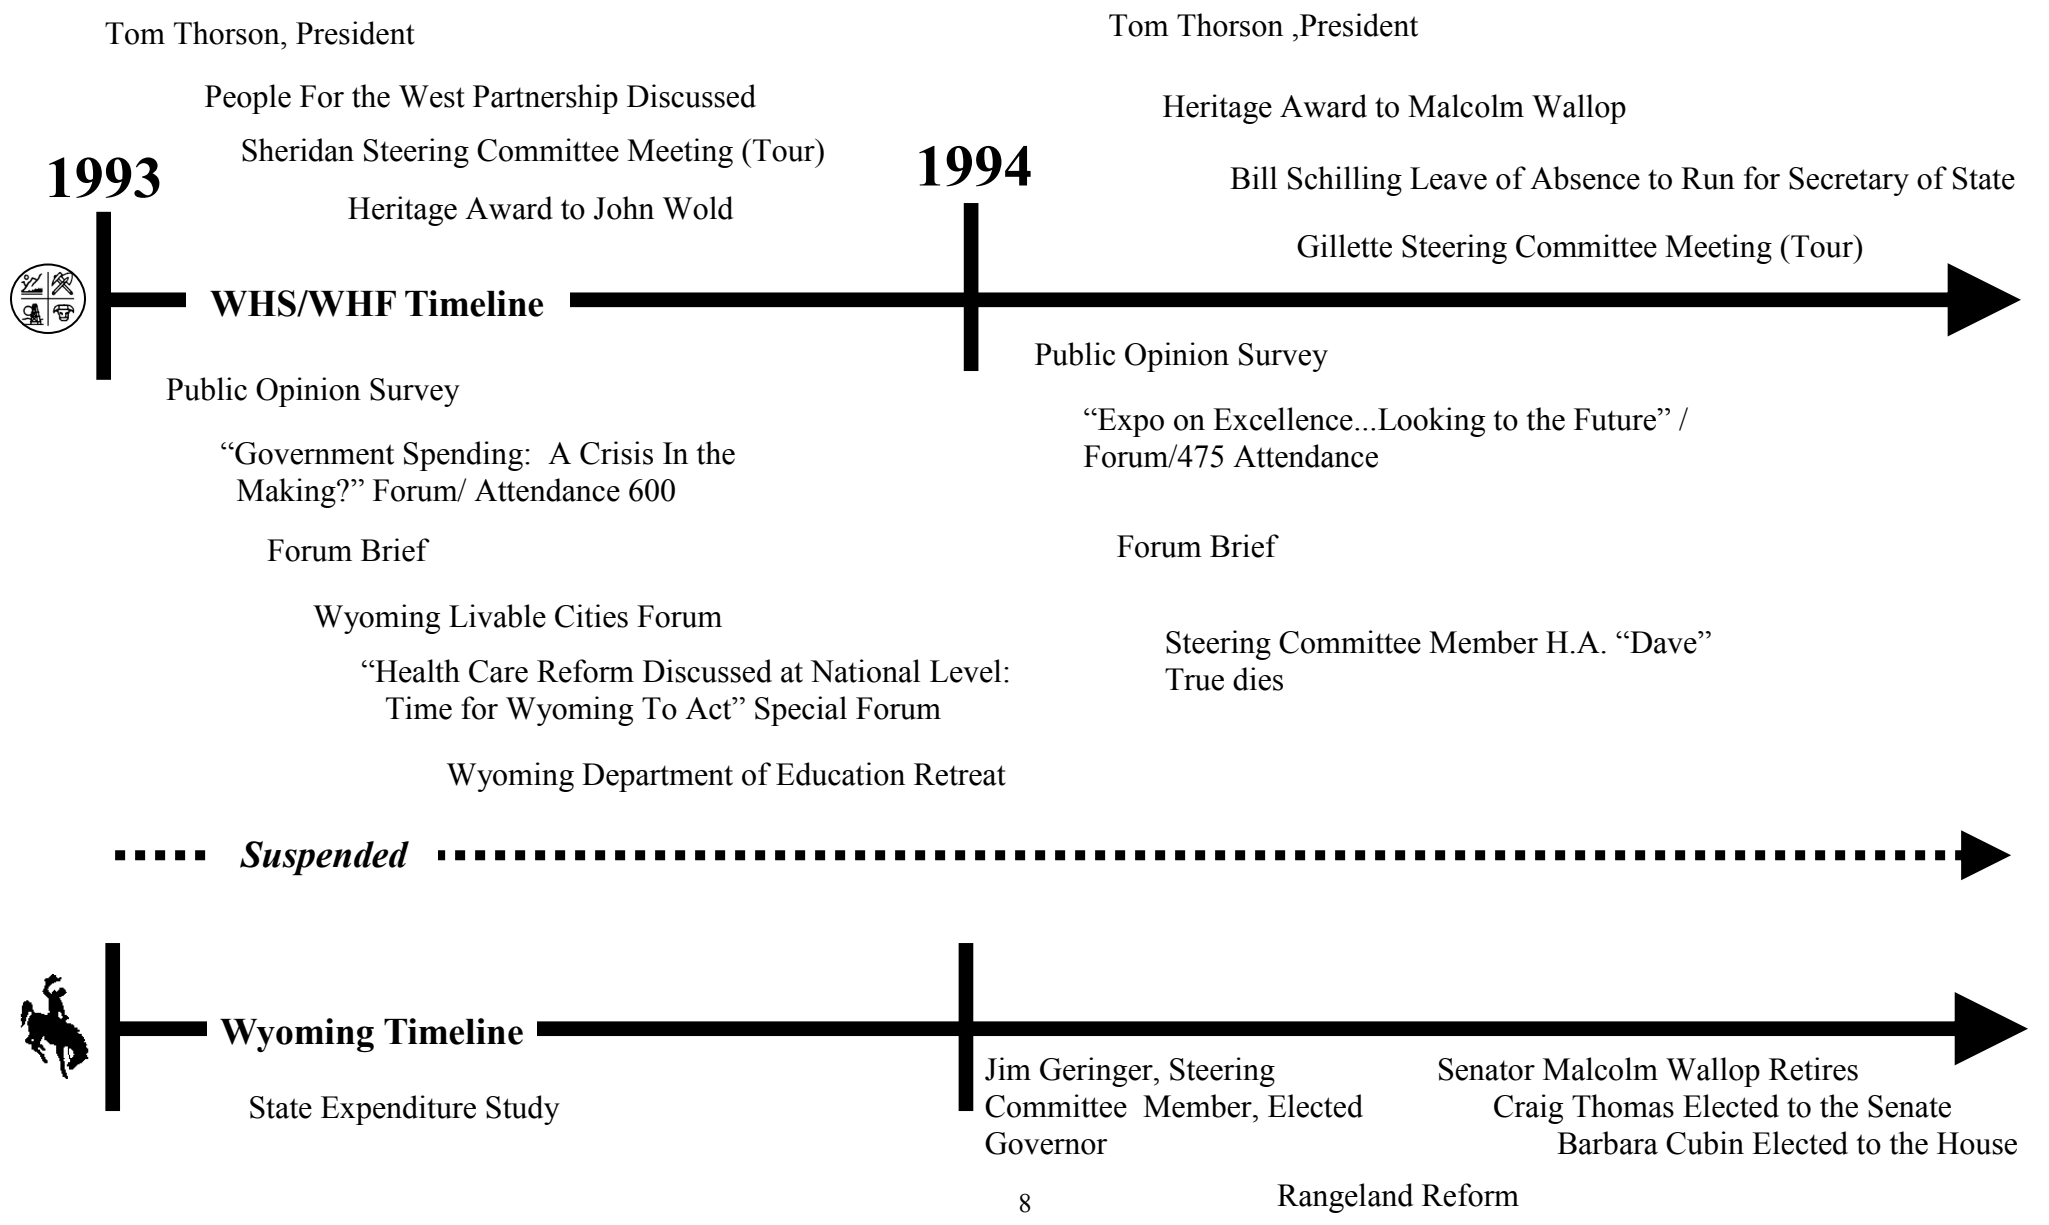 Tom Thorson, President
People For the West Partnership Discussed
Sheridan Steering Committee Meeting (Tour)
1993
Heritage Award to John Wold
Tom Thorson ,President
Heritage Award to Malcolm Wallop
1994
Bill Schilling Leave of Absence to Run for Secretary of State
Gillette Steering Committee Meeting (Tour)
WHS/WHF Timeline
Public Opinion Survey
“Government Spending:  A Crisis In the
Making?” Forum/ Attendance 600
Forum Brief
Wyoming Livable Cities Forum
“Health Care Reform Discussed at National Level:
Time for Wyoming To Act” Special Forum
Wyoming Department of Education Retreat
Public Opinion Survey
“Expo on Excellence...Looking to the Future” /
Forum/475 Attendance
Forum Brief
Steering Committee Member H.A. “Dave”
True dies
Suspended
Wyoming Timeline
State Expenditure Study
Jim Geringer, Steering
Committee  Member, Elected
Governor
Senator Malcolm Wallop Retires
Craig Thomas Elected to the Senate
Barbara Cubin Elected to the House
Rangeland Reform
8